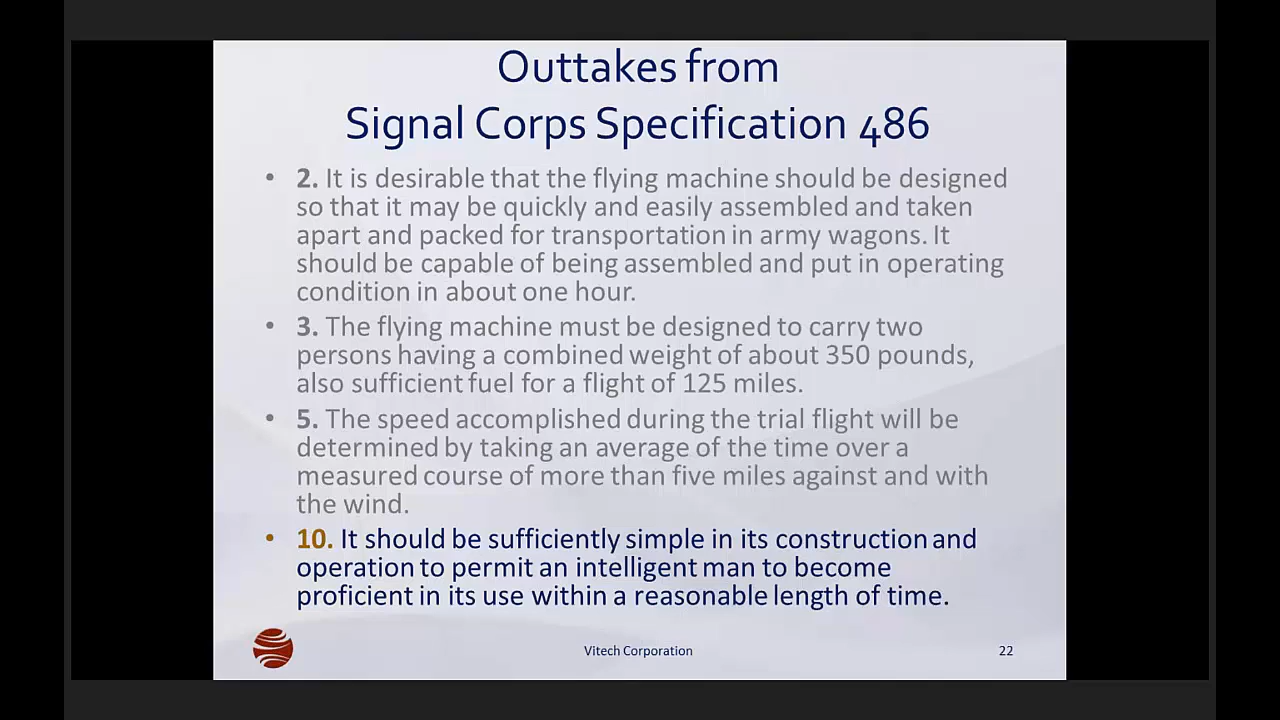 Outtakes from
Signal Corps Specification 486
• 2. It is desirable that the flying machine should be designed
so that it may be quickly and easily assembled and taken
apart and packed for transportation in army wagons. It
should be capable of being assembled and put in operating
condition in about one hour.
• 3. The flying machine must be designed to carry two
persons having a combined weight of about 350 pounds,
also sufficient fuel for a flight of 125 miles.
• 5. The speed accomplished during the trial flight will be
determined by taking an average of the time over a
measured course of more than five miles against and with
the wind.
• 10. It should be sufficiently simple in its construction and
operation to permit an intelligent man to become
proficient in its use within a reasonable length of time.
Vitech Corporation 22